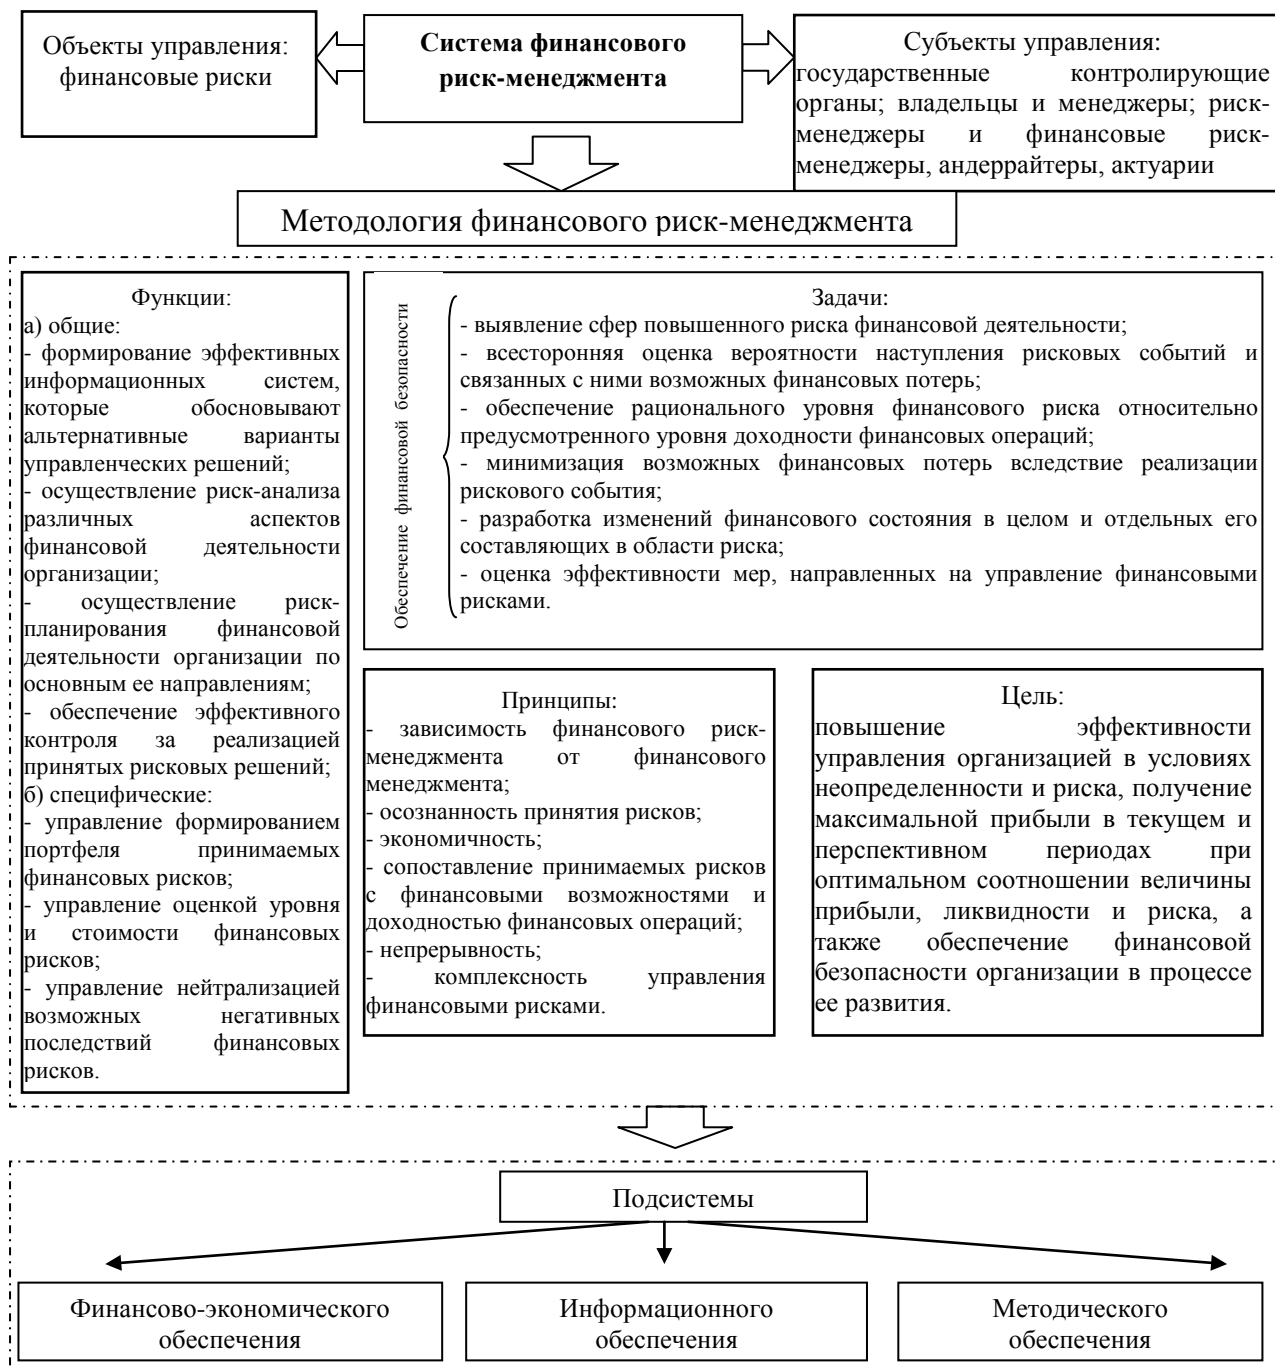 Объекты управления:
финансовые риски
Система финансового
риск-менеджмента
Субъекты управления:
государственные контролирующие
органы; владельцы и менеджеры; риск-
менеджеры и финансовые риск-
менеджеры, андеррайтеры, актуарии
Методология финансового риск-менеджмента
Функции:
а) общие:
- формирование эффективных
информационных систем,
которые обосновывают
альтернативные варианты
управленческих решений;
- осуществление риск-анализа
различных аспектов
финансовой деятельности
организации;
- осуществление риск-
планирования финансовой
деятельности организации по
основным ее направлениям;
- обеспечение эффективного
контроля за реализацией
принятых рисковых решений;
б) специфические:
- управление формированием
портфеля принимаемых
финансовых рисков;
- управление оценкой уровня
и стоимости финансовых
рисков;
- управление нейтрализацией
возможных негативных
последствий финансовых
рисков.
Обеспечение финансовой безопасности
Задачи:
- выявление сфер повышенного риска финансовой деятельности;
- всесторонняя оценка вероятности наступления рисковых событий и
связанных с ними возможных финансовых потерь;
- обеспечение рационального уровня финансового риска относительно
предусмотренного уровня доходности финансовых операций;
- минимизация возможных финансовых потерь вследствие реализации
рискового события;
- разработка изменений финансового состояния в целом и отдельных его
составляющих в области риска;
- оценка эффективности мер, направленных на управление финансовыми
рисками.
Принципы:
- зависимость финансового риск-
менеджмента от финансового
менеджмента;
- осознанность принятия рисков;
- экономичность;
- сопоставление принимаемых рисков
с финансовыми возможностями и
доходностью финансовых операций;
- непрерывность;
- комплексность управления
финансовыми рисками.
Цель:
повышение эффективности
управления организацией в условиях
неопределенности и риска, получение
максимальной прибыли в текущем и
перспективном периодах при
оптимальном соотношении величины
прибыли, ликвидности и риска, а
также обеспечение финансовой
безопасности организации в процессе
ее развития.
Подсистемы
Финансово-экономического
обеспечения
Информационного
обеспечения
Методического
обеспечения